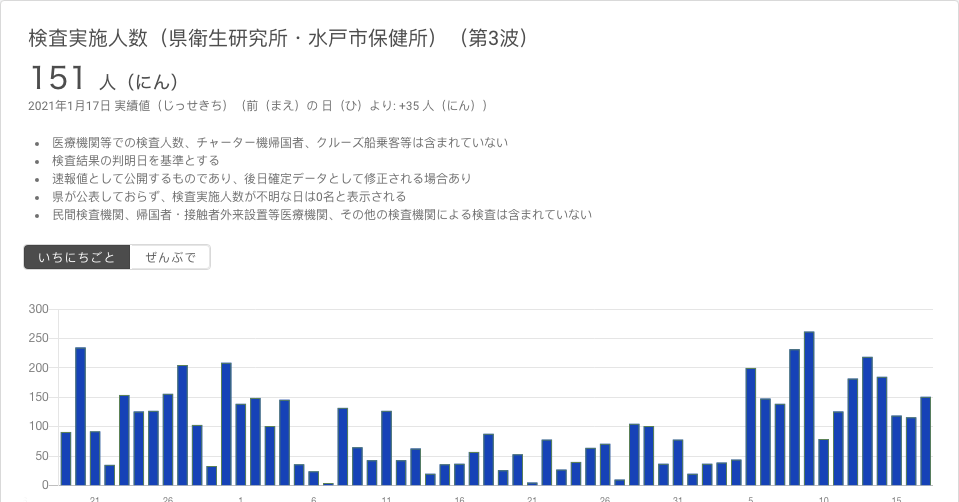 検査実施人数（県衛生研究所・水戸市保健所）（第3波）
151 人（にん）
2021年1月17日 実績値（じっせきち）（前（まえ）の 日（ひ）より: +35 人（にん））
• 医療機関等での検査人数、チャーター機帰国者、クルーズ船乗客等は含まれていない
• 検査結果の判明日を基準とする
• 速報値として公開するものであり、後日確定データとして修正される場合あり
• 県が公表しておらず、検査実施人数が不明な日は0名と表示される
• 民間検査機関、帰国者・接触者外来設置等医療機関、その他の検査機関による検査は含まれていない
いちにちごと ぜんぶで
300
250
200
150
100
50
0
21 26 1 6 11 16 21 26 31 5 10 15